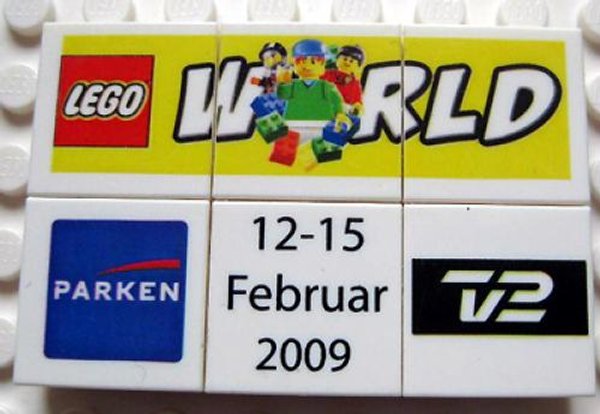 LEGO WORLD
PARKEN
12-15
Februar
2009
TV2